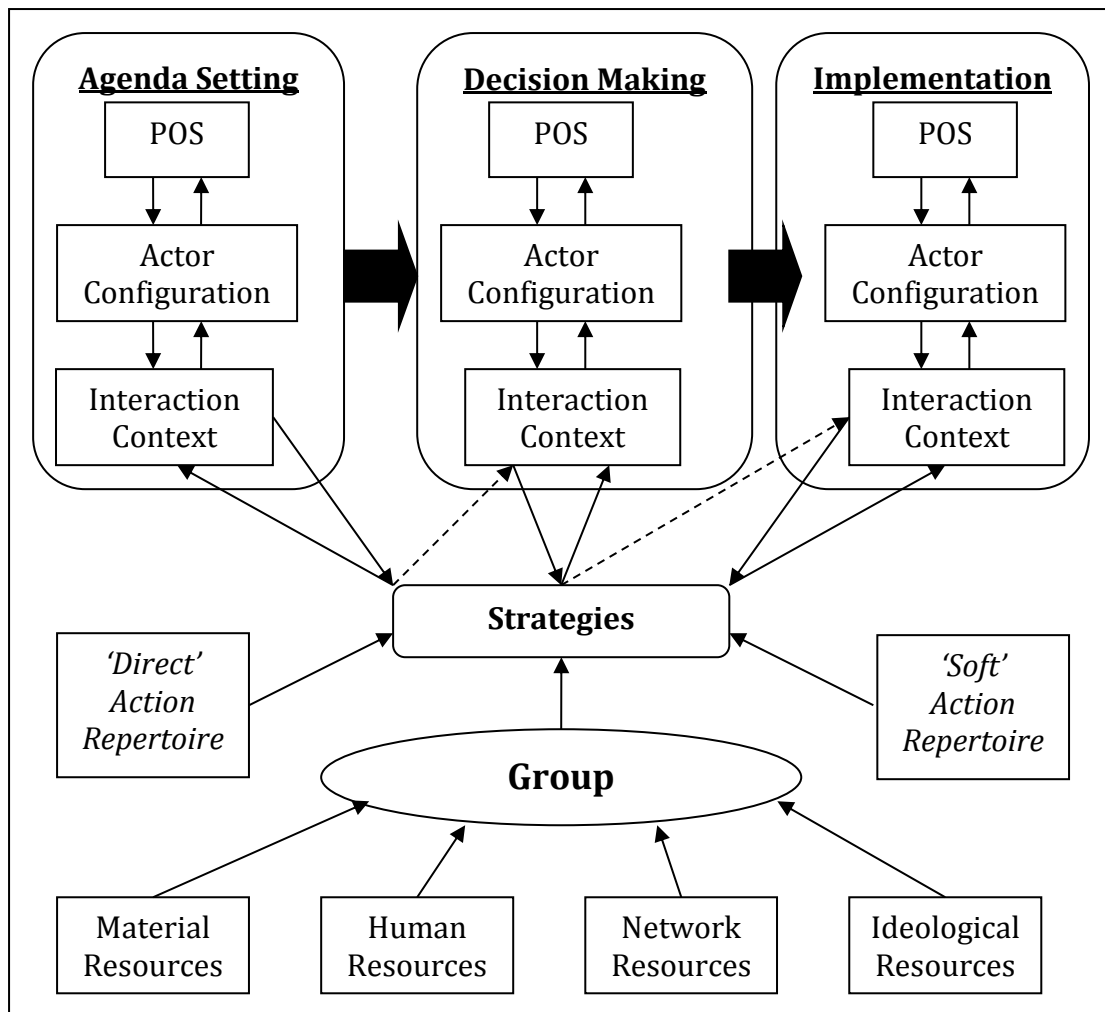 Agenda Setting
POS
Actor
Configuration
Interaction
Context
Decision Making
POS
Actor
Configuration
Interaction
Context
Implementation
POS
Actor
Configuration
Interaction
Context
Strategies
‘Direct’
Action
Repertoire
‘Soft’
Action
Repertoire
Group
Material
Resources
Human
Resources
Network
Resources
Ideological
Resources